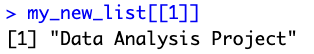 > my_new_list[[1]]
[1] "Data Analysis Project"